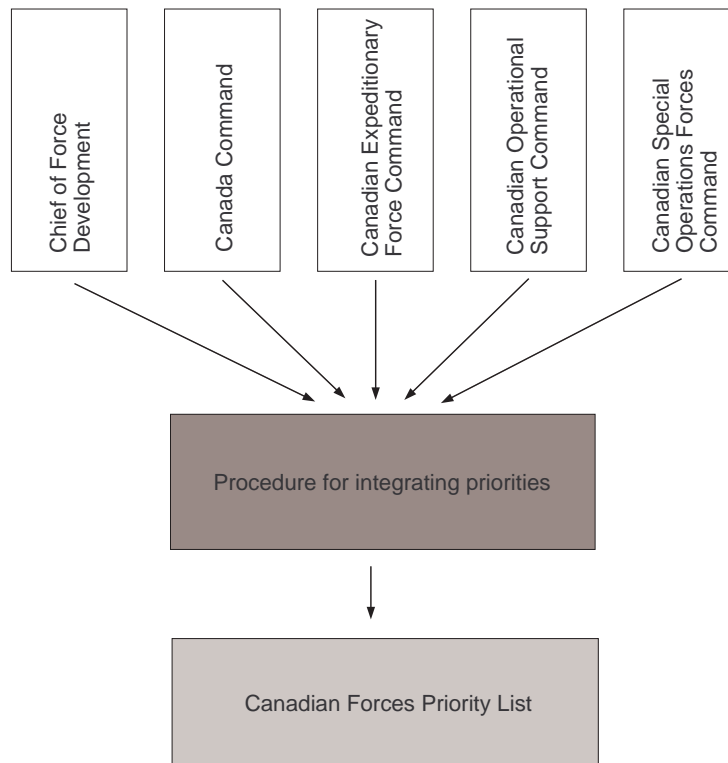 Chief of Force
Development
Canada Command
Canadian Expeditionary
Force Command
Canadian Operational
Support Command
Canadian Special
Operations Forces
Command
Procedure for integrating priorities
Canadian Forces Priority List